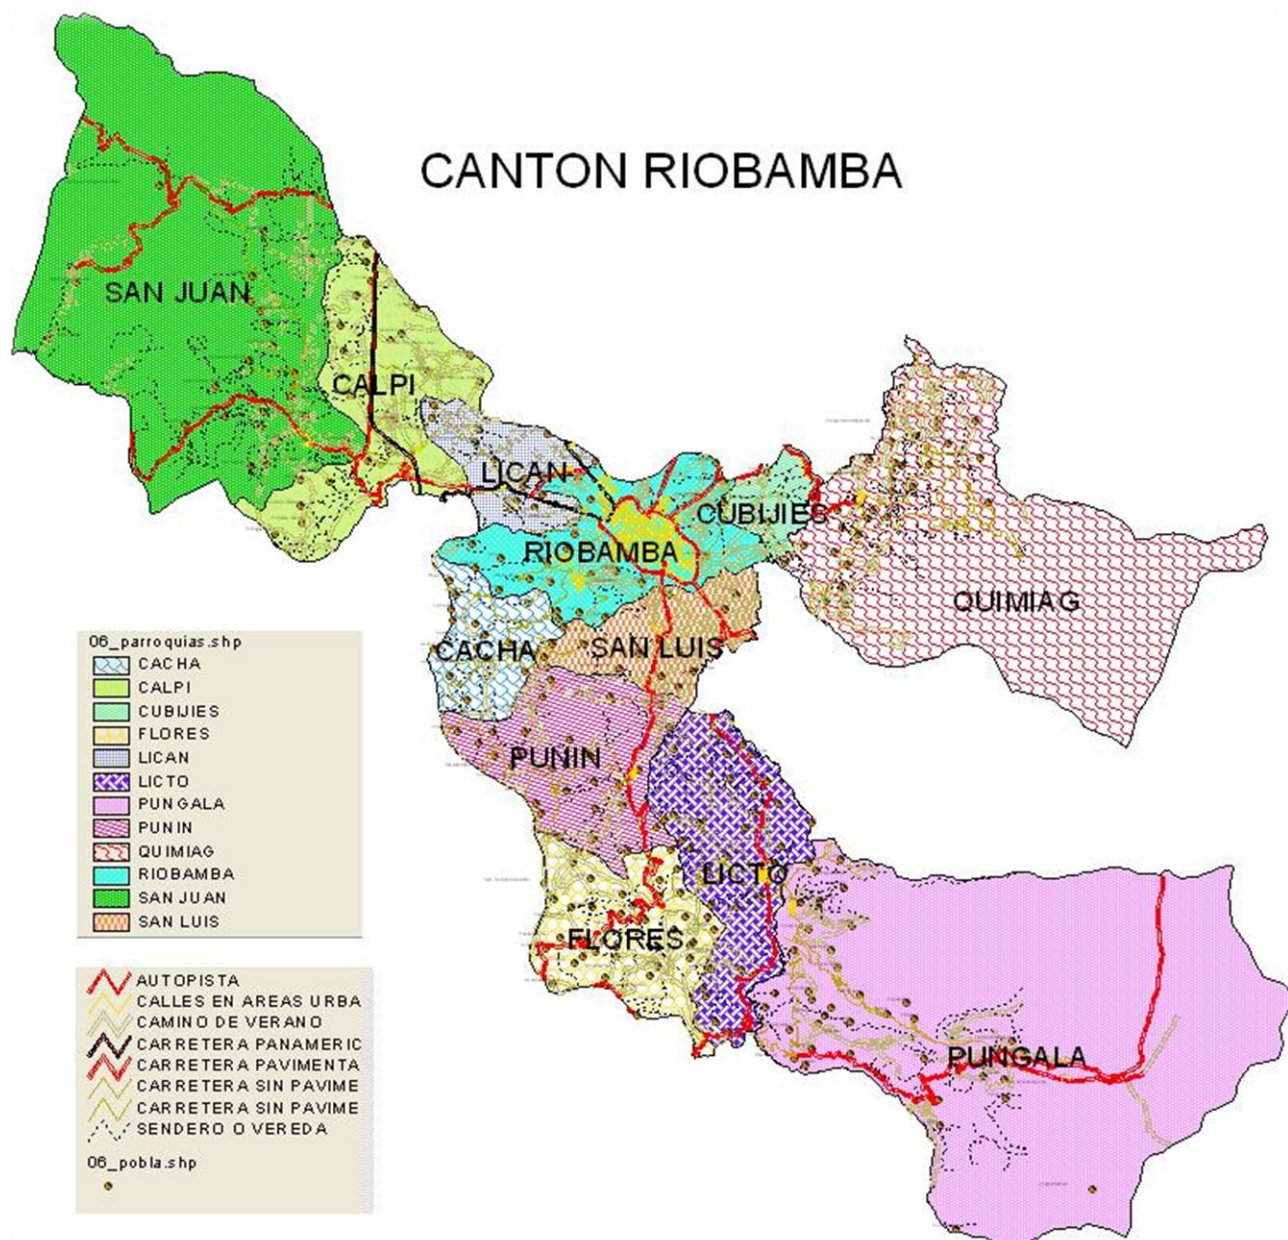 CANTON RIOBAMBA
SAN JUAN
CALPI
LICAN
CUBIJIES
RIOBAMBA
QUIMIAG
CACHA
SAN LUIS
PUNIN
LICTO
FLORES
PUNGALA
06_parroquias.shp
CACHA
CALPI
CUBIJIES
FLORES
LICAN
LICTO
PUNGALA
PUNIN
QUIMIAG
RIOBAMBA
SAN JUAN
SAN LUIS
AUTOPISTA
CALLES EN AREAS URBA
CAMINO DE VERANO
CARRETERA PANAMERIC
CARRETERA PAVIMENTA
CARRETERA SIN PAVIME
CARRETERA SIN PAVIME
SENDERO O VEREDA
06_pobla.shp